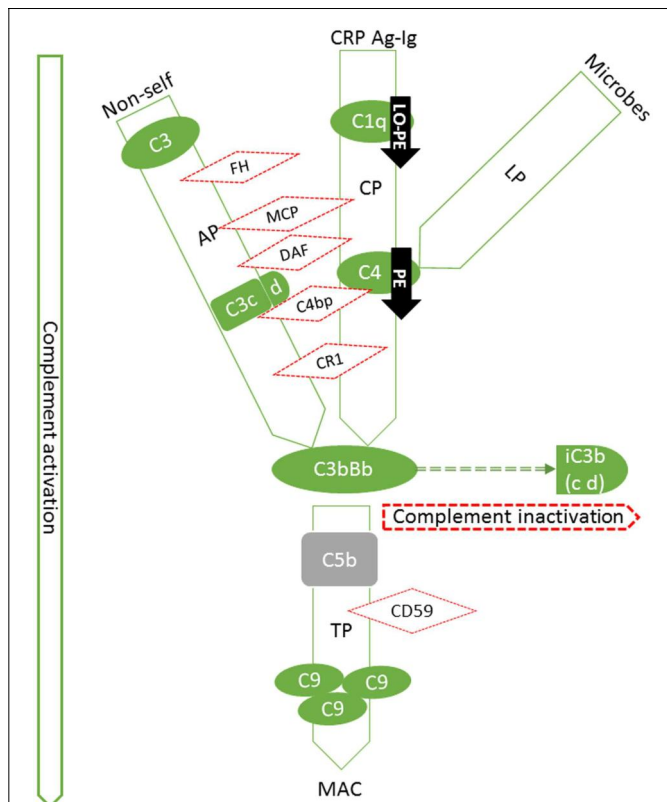 CRP Ag-Ig
Non-self
Microbes
C3
C1q
LO-PE
FH
CP
LP
MCP
AP
DAF
C4
PE
C3c
d
C4bp
CR1
Complement activation
C3bBb
iC3b
(c d)
Complement inactivation
C5b
CD59
TP
C9
C9
C9
MAC